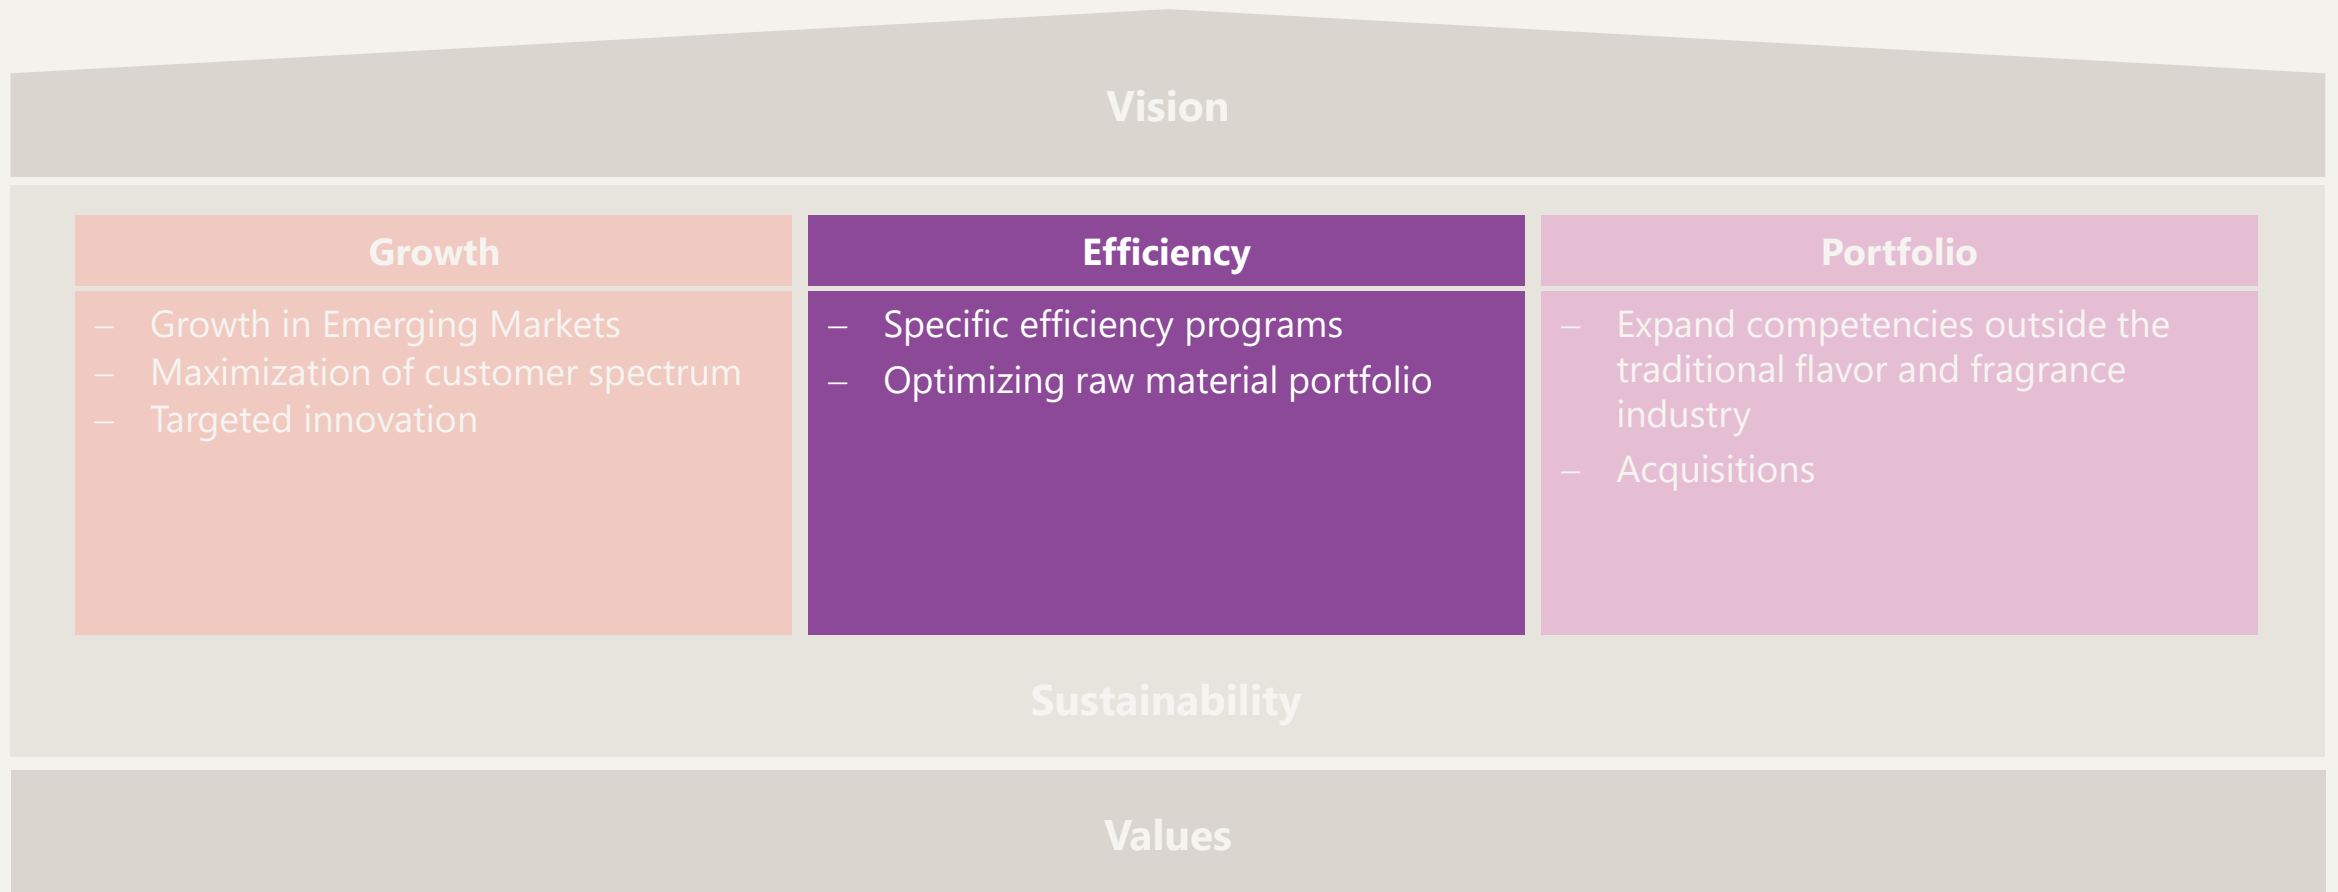 Vision
Growth
– Growth in Emerging Markets
– Maximization of customer spectrum
– Targeted innovation
Efficiency
– Specific efficiency programs
– Optimizing raw material portfolio
Portfolio
– Expand competencies outside the
traditional flavor and fragrance
industry
– Acquisitions
Sustainability
Values